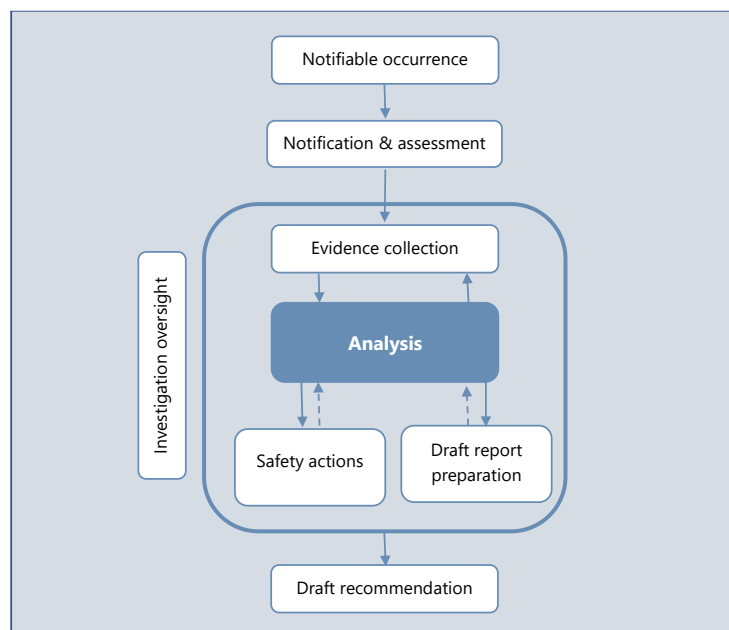 Notifiable occurrence
Notification & assessment
Evidence collection
Investigation oversight
Analysis
Safety actions
Draft report
preparation
Draft recommendation